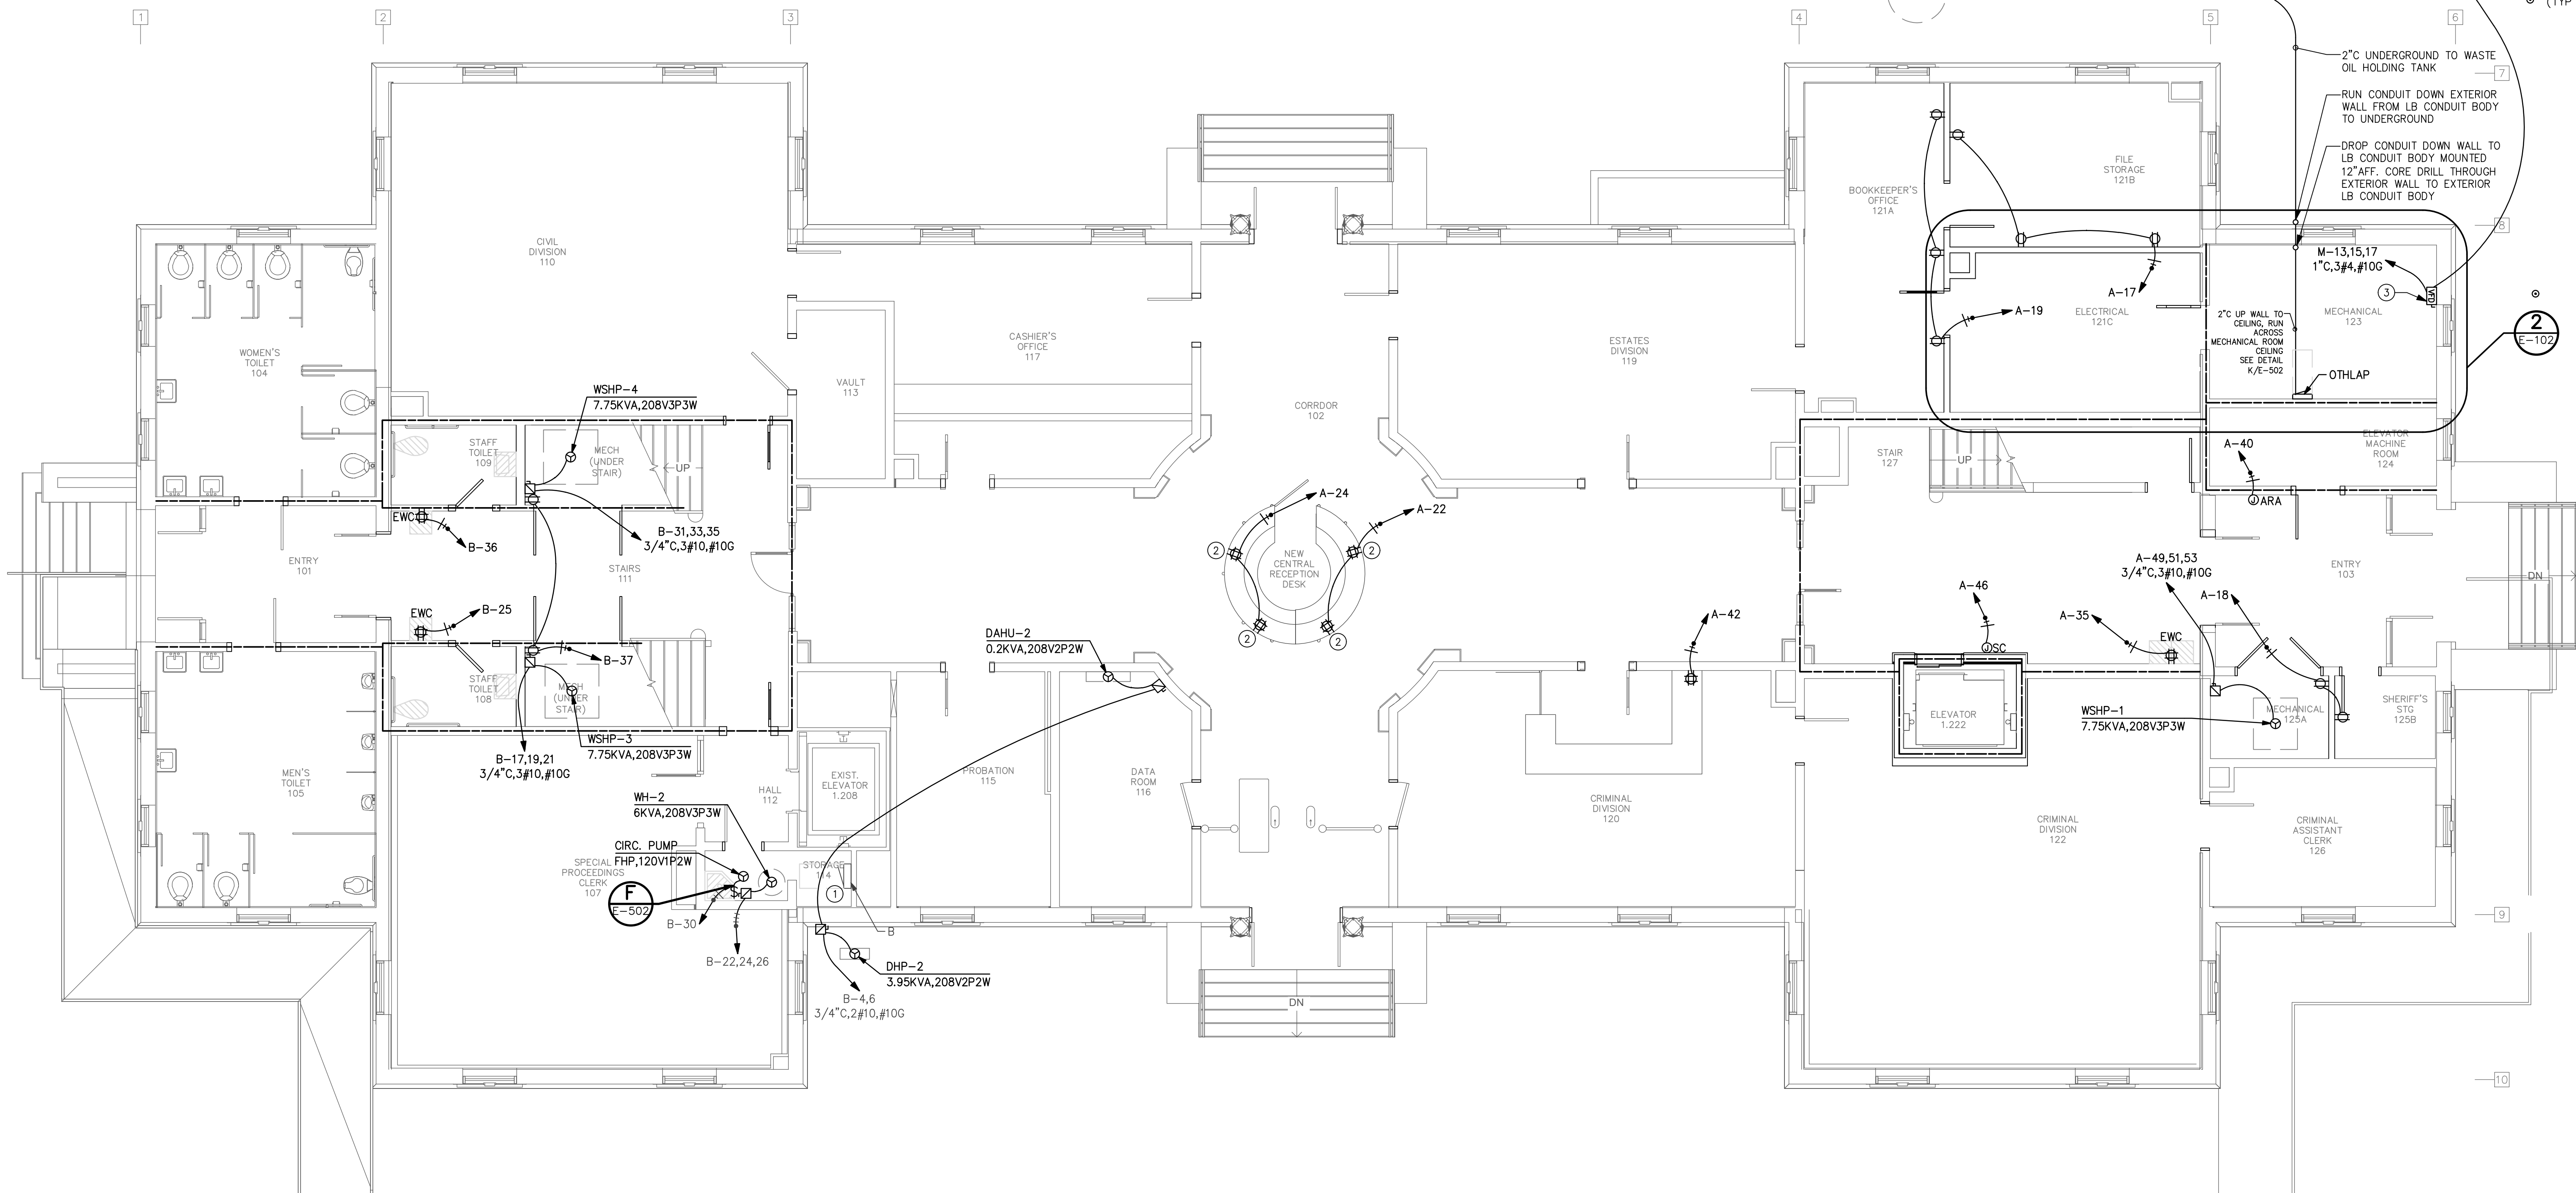 1
2
3
4
5
6
(TYP
2"C UNDERGROUND TO WASTE
OIL HOLDING TANK
7
RUN CONDUIT DOWN EXTERIOR
WALL FROM LB CONDUIT BODY
TO UNDERGROUND
DROP CONDUIT DOWN WALL TO
LB CONDUIT BODY MOUNTED
12"AFF. CORE DRILL THROUGH
EXTERIOR WALL TO EXTERIOR
LB CONDUIT BODY
8
FILE
STORAGE
121B
BOOKKEEPER'S
OFFICE
121A
CIVIL
DIVISION
110
M-13,15,17
1"C,3#4,#10G
3
VFD
A-17
A-19
ELECTRICAL
121C
MECHANICAL
123
2"C UP WALL TO
CEILING, RUN
ACROSS
MECHANICAL ROOM
CEILING
SEE DETAIL
K/E-502
OTHLAP
2
E-102
CASHIER'S
OFFICE
117
ESTATES
DIVISION
119
WOMEN'S
TOILET
104
VAULT
113
WSHP-4
7.75KVA,208V3P3W
CORRDOR
102
STAFF
TOILET
109
MECH
(UNDER
STAIR)
UP
STAIR
127
UP
A-40
ELEVATOR
MACHINE
ROOM
124
J
ARA
A-24
A-22
EWC
B-36
B-31,33,35
3/4"C,3#10,#10G
2
2
NEW
CENTRAL
RECEPTION
DESK
2
2
ENTRY
101
STAIRS
111
A-49,51,53
3/4"C,3#10,#10G
ENTRY
103
DN
EWC
B-25
A-46
J
SC
A-35
EWC
A-18
A-42
DAHU-2
0.2KVA,208V2P2W
B-37
STAFF
TOILET
108
MECH
(UNDER
STAIR)
WSHP-3
7.75KVA,208V3P3W
B-17,19,21
3/4"C,3#10,#10G
ELEVATOR
1.222
WSHP-1
7.75KVA,208V3P3W
MECHANICAL
125A
SHERIFF'S
STG
125B
MEN'S
TOILET
105
HALL
112
EXIST.
ELEVATOR
1.208
PROBATION
115
DATA
ROOM
116
CRIMINAL
DIVISION
120
CRIMINAL
DIVISION
122
CRIMINAL
ASSISTANT
CLERK
126
WH-2
6KVA,208V3P3W
CIRC. PUMP
FHP,120V1P2W
SPECIAL
PROCEEDINGS
CLERK
107
STORAGE
114
1
F
E-502
$
B-30
B
B-22,24,26
9
DHP-2
3.95KVA,208V2P2W
B-4,6
3/4"C,2#10,#10G
DN
10